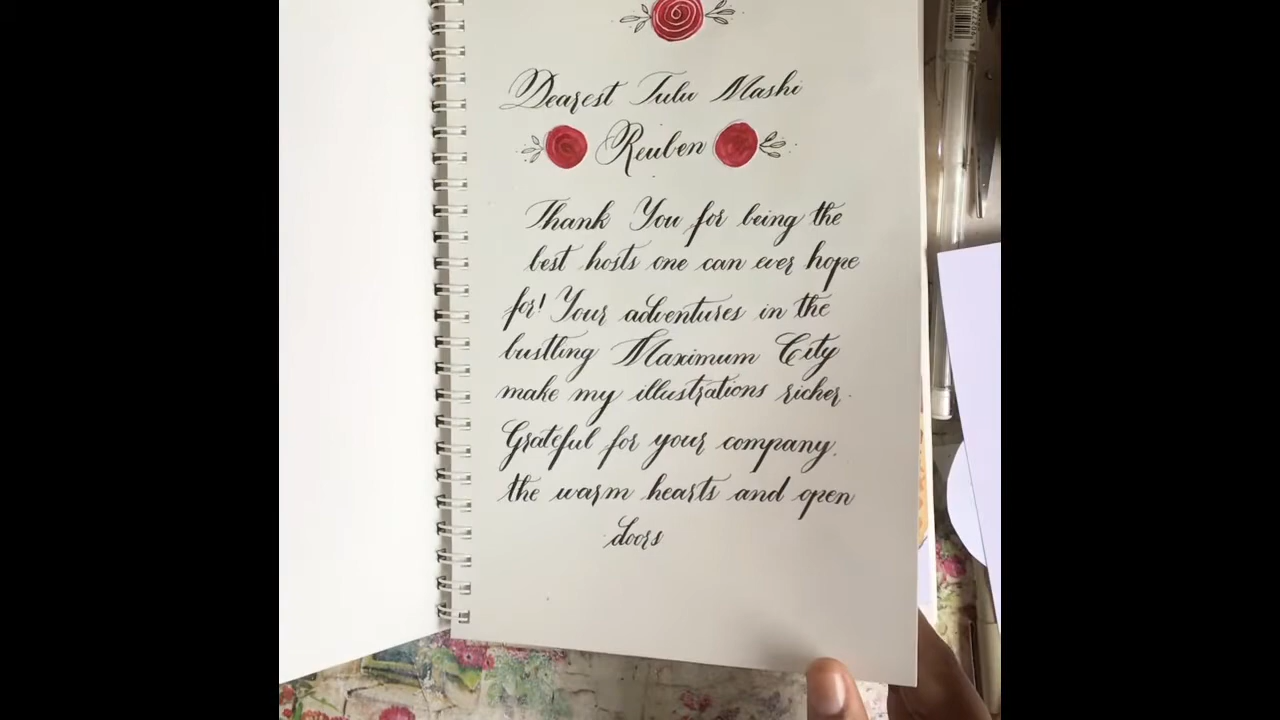 Dearest Tulu Mashi
Reuben
Thank You for being the
best hosts one can ever hope
for! Your adventures in the
bustling Maximum City
make my illustrations richer.
Grateful for your company,
the warm hearts and open
doors